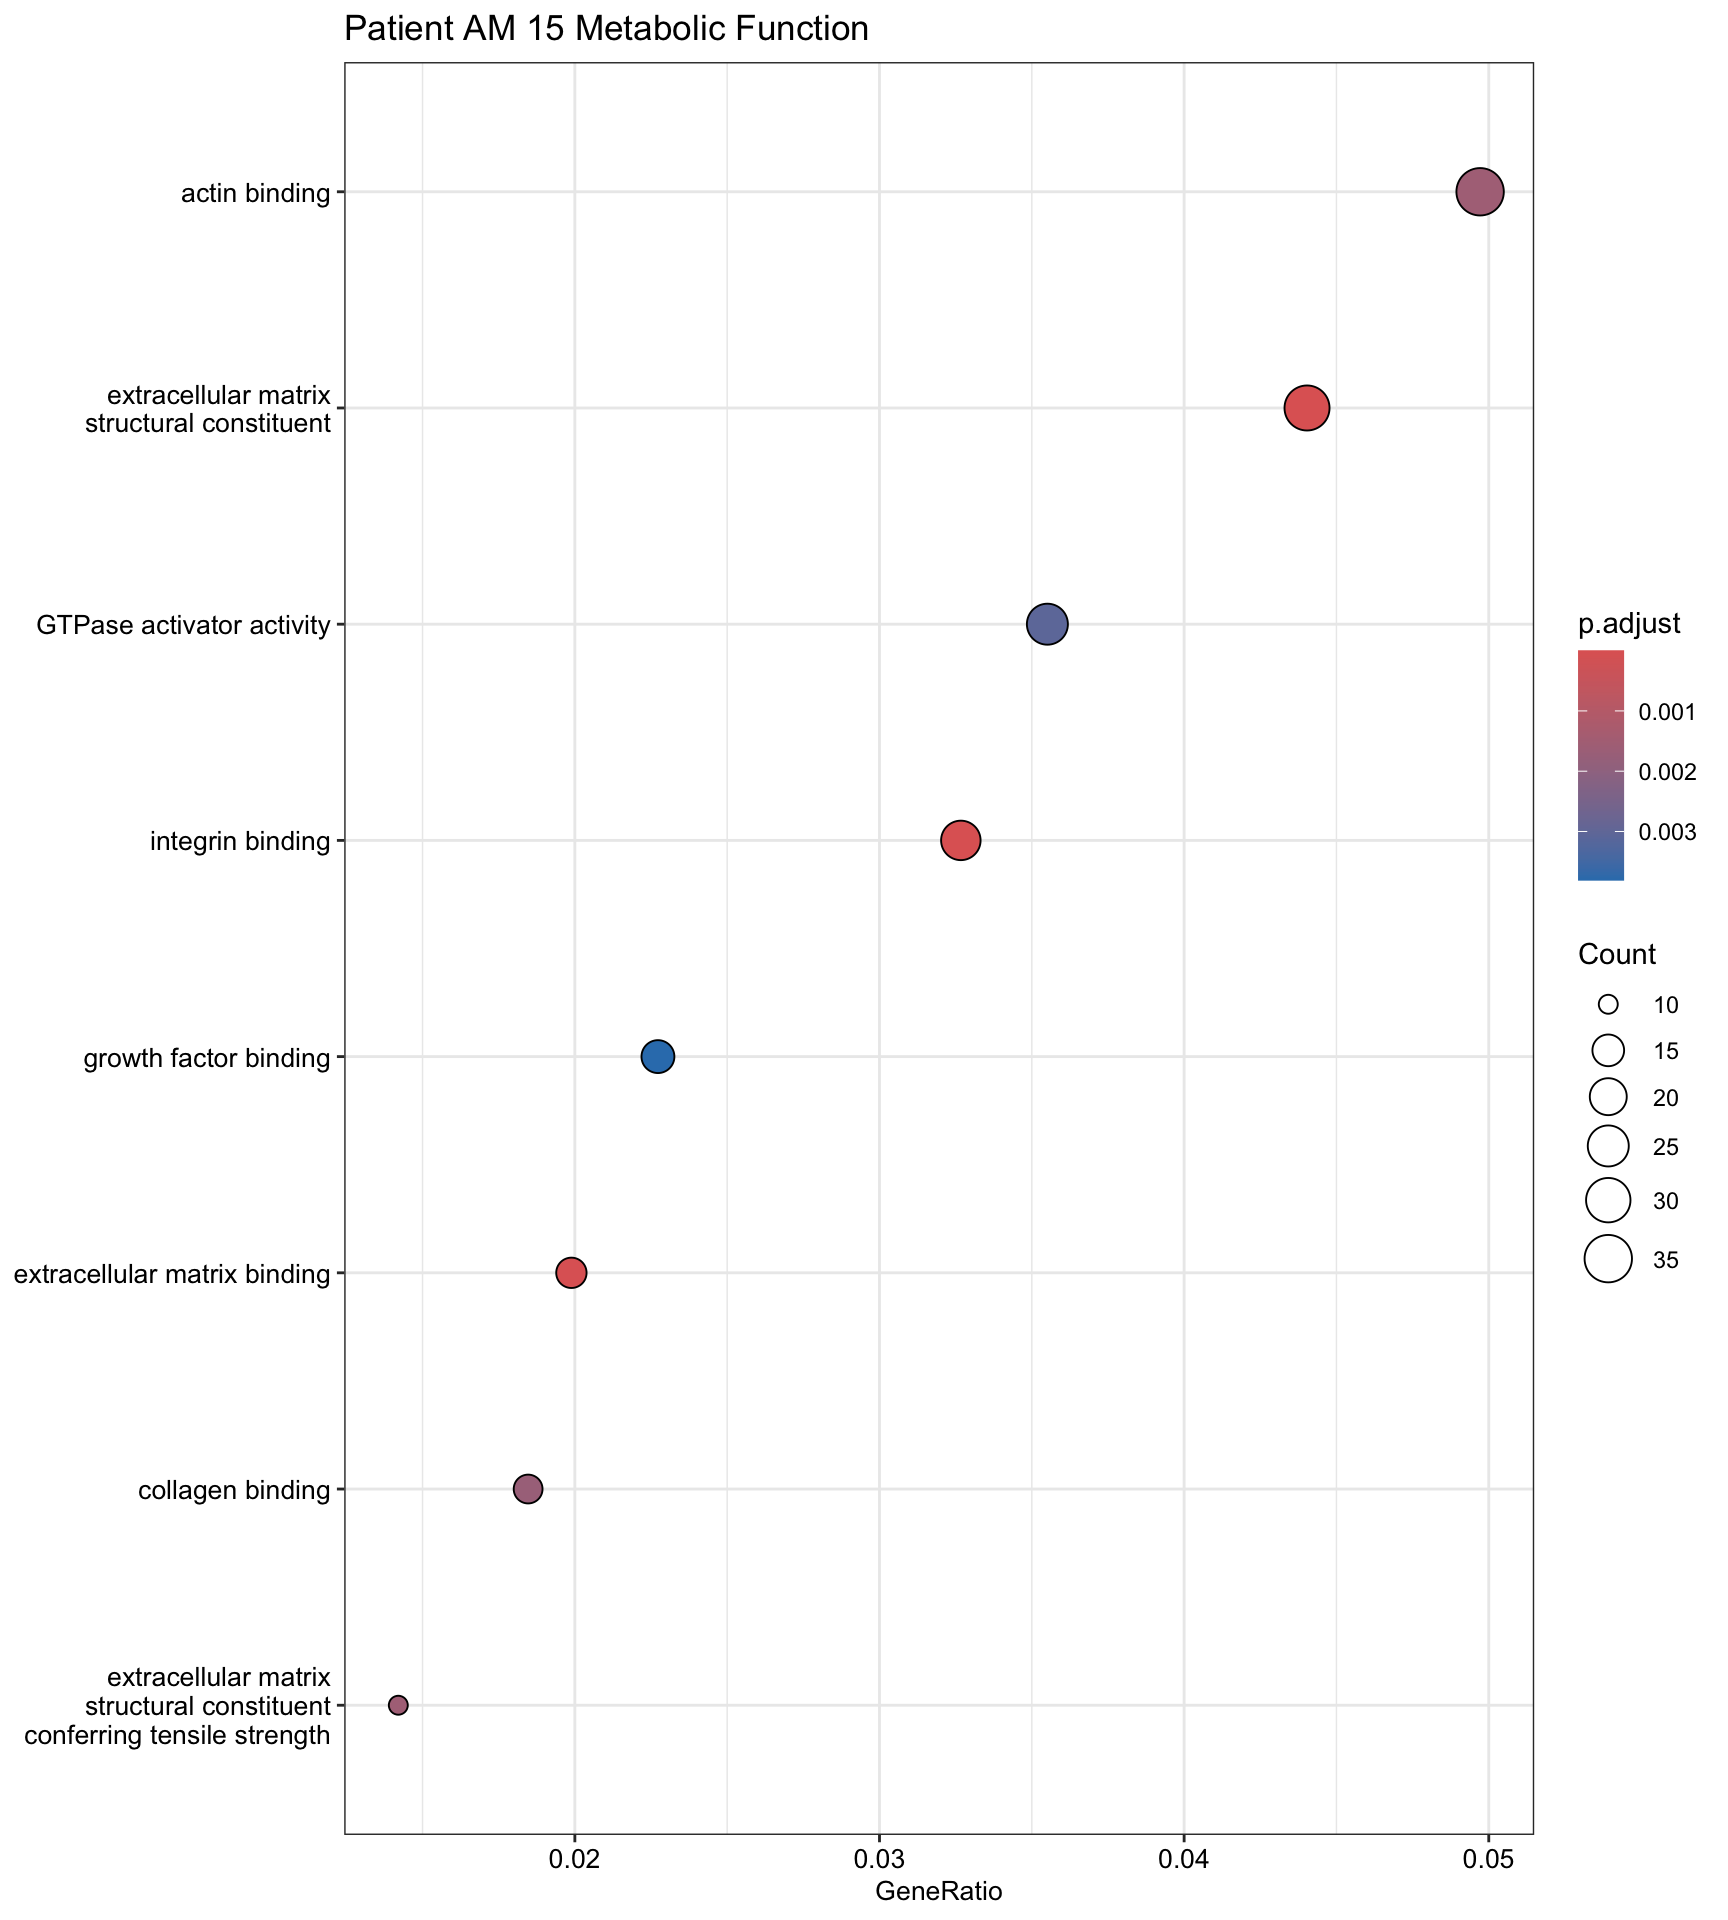 Patient AM 15 Metabolic Function
actin binding
extracellular matrix
structural constituent
GTPase activator activity
integrin binding
growth factor binding
extracellular matrix binding
collagen binding
extracellular matrix
structural constituent
conferring tensile strength
0.02
0.03
0.04
0.05
GeneRatio
p.adjust
0.001
0.002
0.003
Count
10
15
20
25
30
35